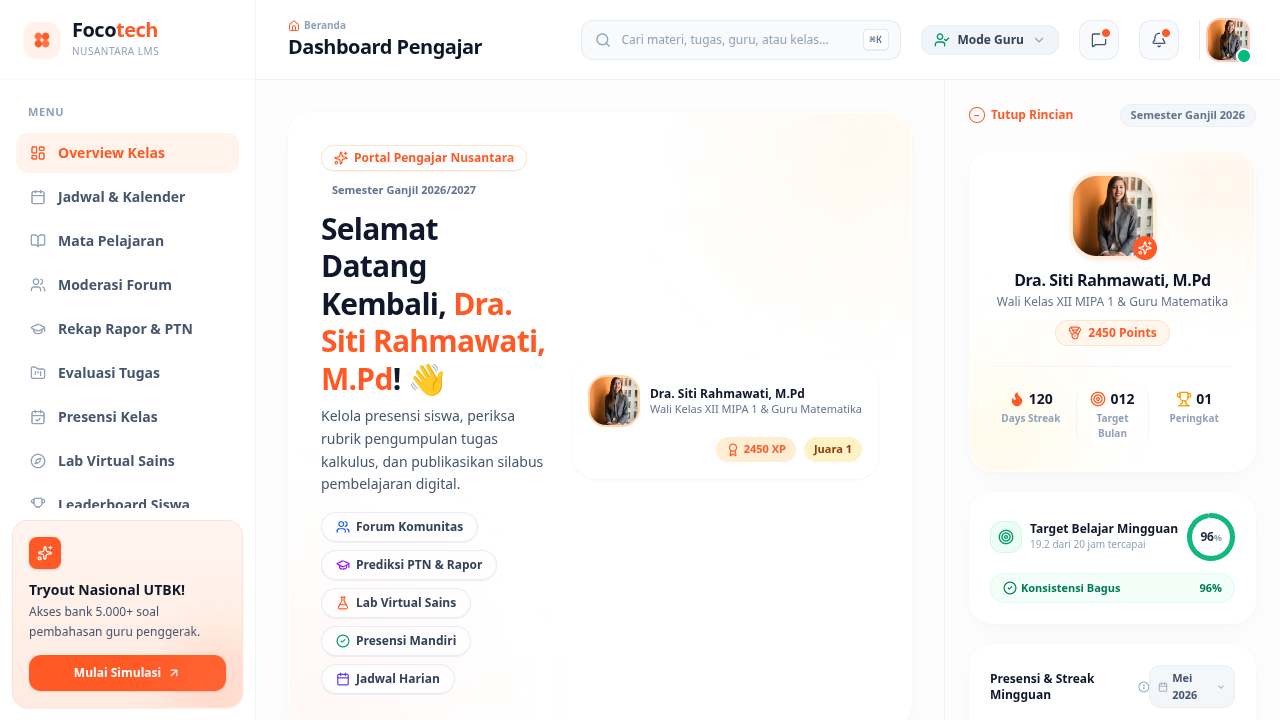 Focotech
NUSANTARA LMS
MENU
Overview Kelas
Jadwal & Kalender
Mata Pelajaran
Moderasi Forum
Rekap Rapor & PTN
Evaluasi Tugas
Presensi Kelas
Lab Virtual Sains
Leaderboard Siswa
Tryout Nasional UTBK!
Akses bank 5.000+ soal
pembahasan guru penggerak.
Mulai Simulasi
Beranda
Dashboard Pengajar
Cari materi, tugas, guru, atau kelas...
⌘K
Mode Guru
Portal Pengajar Nusantara
Semester Ganjil 2026/2027
Selamat
Datang
Kembali, Dra.
Siti Rahmawati,
M.Pd! 👋
Kelola presensi siswa, periksa
rubrik pengumpulan tugas
kalkulus, dan publikasikan silabus
pembelajaran digital.
Forum Komunitas
Prediksi PTN & Rapor
Lab Virtual Sains
Presensi Mandiri
Jadwal Harian
Dra. Siti Rahmawati, M.Pd
Wali Kelas XII MIPA 1 & Guru Matematika
2450 XP
Juara 1
Tutup Rincian
Semester Ganjil 2026
Dra. Siti Rahmawati, M.Pd
Wali Kelas XII MIPA 1 & Guru Matematika
2450 Points
120
Days Streak
012
Target
Bulan
01
Peringkat
Target Belajar Mingguan
19.2 dari 20 jam tercapai
96%
Konsistensi Bagus
96%
Presensi & Streak
Mingguan
Mei
2026